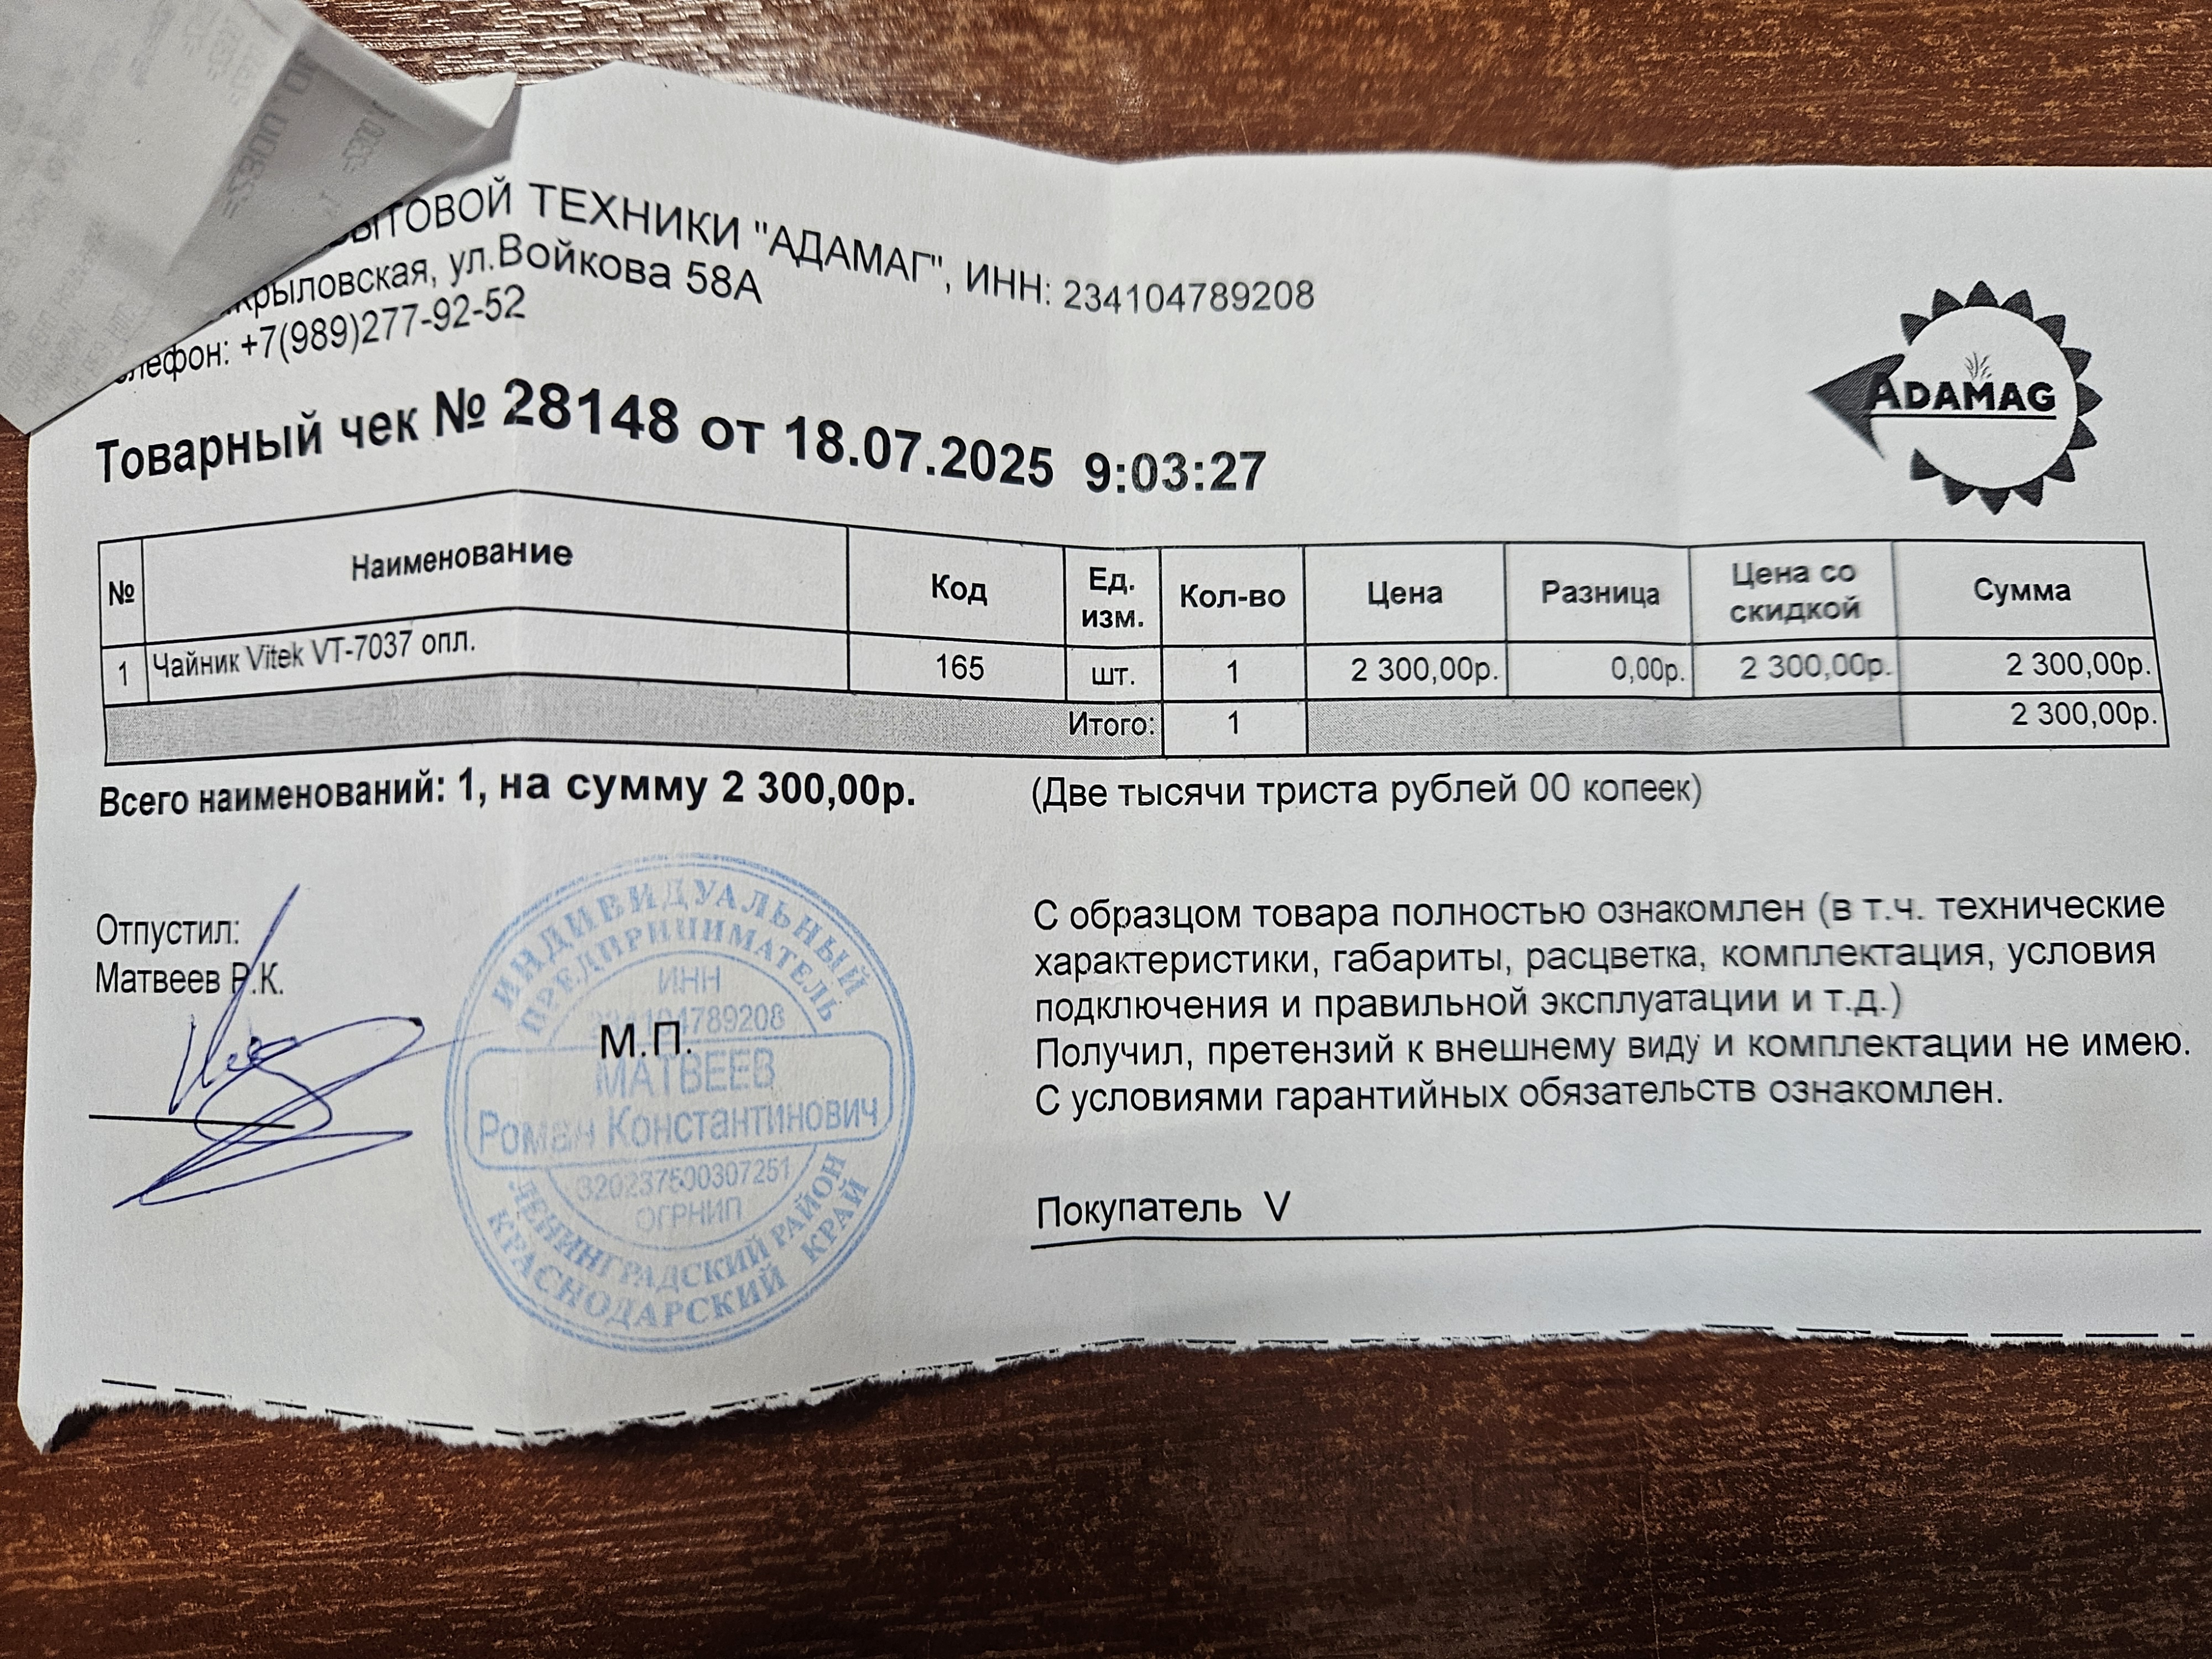 ТЕХНИКИ "АДАМАГ", ИНН: 234104789208
ул.Войкова 58А
+7(989)277-92-52
ADAMAG
Товарный чек № 28148 от 18.07.2025 9:03:27
№ Наименование Код Ед. изм. Кол-во Цена Разница Цена со скидкой Сумма
1 Чайник Vitek VT-7037 опл. 165 шт. 1 2 300,00р. 0,00р. 2 300,00р. 2 300,00р.
Итого: 1 2 300,00р.
Всего наименований: 1, на сумму 2 300,00р. (Две тысячи триста рублей 00 копеек)
Отпустил:
Матвеев Р.К.
М.П.
ИНДИВИДУАЛЬНЫЙ
ПРЕДПРИНИМАТЕЛЬ
ИНН
234104789208
МАТВЕЕВ
Роман Константинович
320237500307251
ОГРНИП
ЛЕНИНГРАДСКИЙ РАЙОН
КРАСНОДАРСКИЙ КРАЙ
С образцом товара полностью ознакомлен (в т.ч. технические
характеристики, габариты, расцветка, комплектация, условия
подключения и правильной эксплуатации и т.д.)
Получил, претензий к внешнему виду и комплектации не имею.
С условиями гарантийных обязательств ознакомлен.
Покупатель V